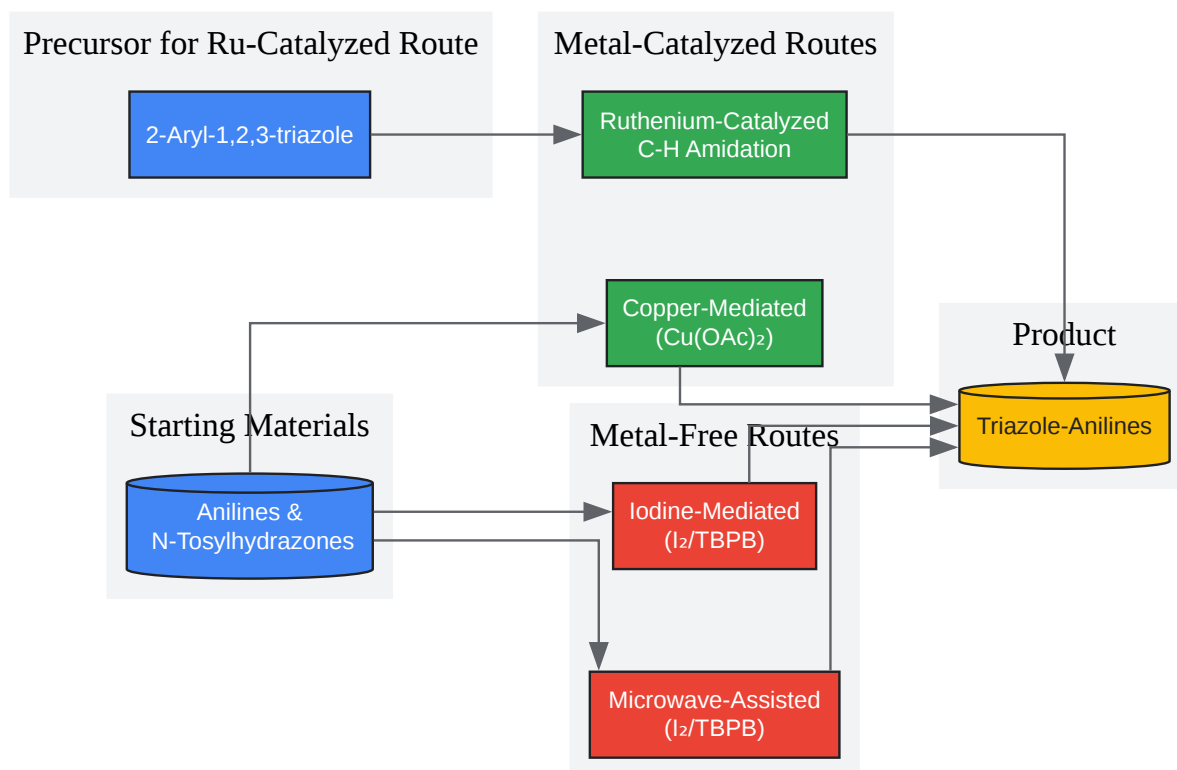 Precursor for Ru-Catalyzed Route
2-Aryl-1,2,3-triazole
Metal-Catalyzed Routes
Ruthenium-Catalyzed
C-H Amidation
Copper-Mediated
(Cu(OAc)₂)
Product
Triazole-Anilines
Starting Materials
Anilines &
N-Tosylhydrazones
Metal-Free Routes
Iodine-Mediated
(I₂/TBPB)
Microwave-Assisted
(I₂/TBPB)